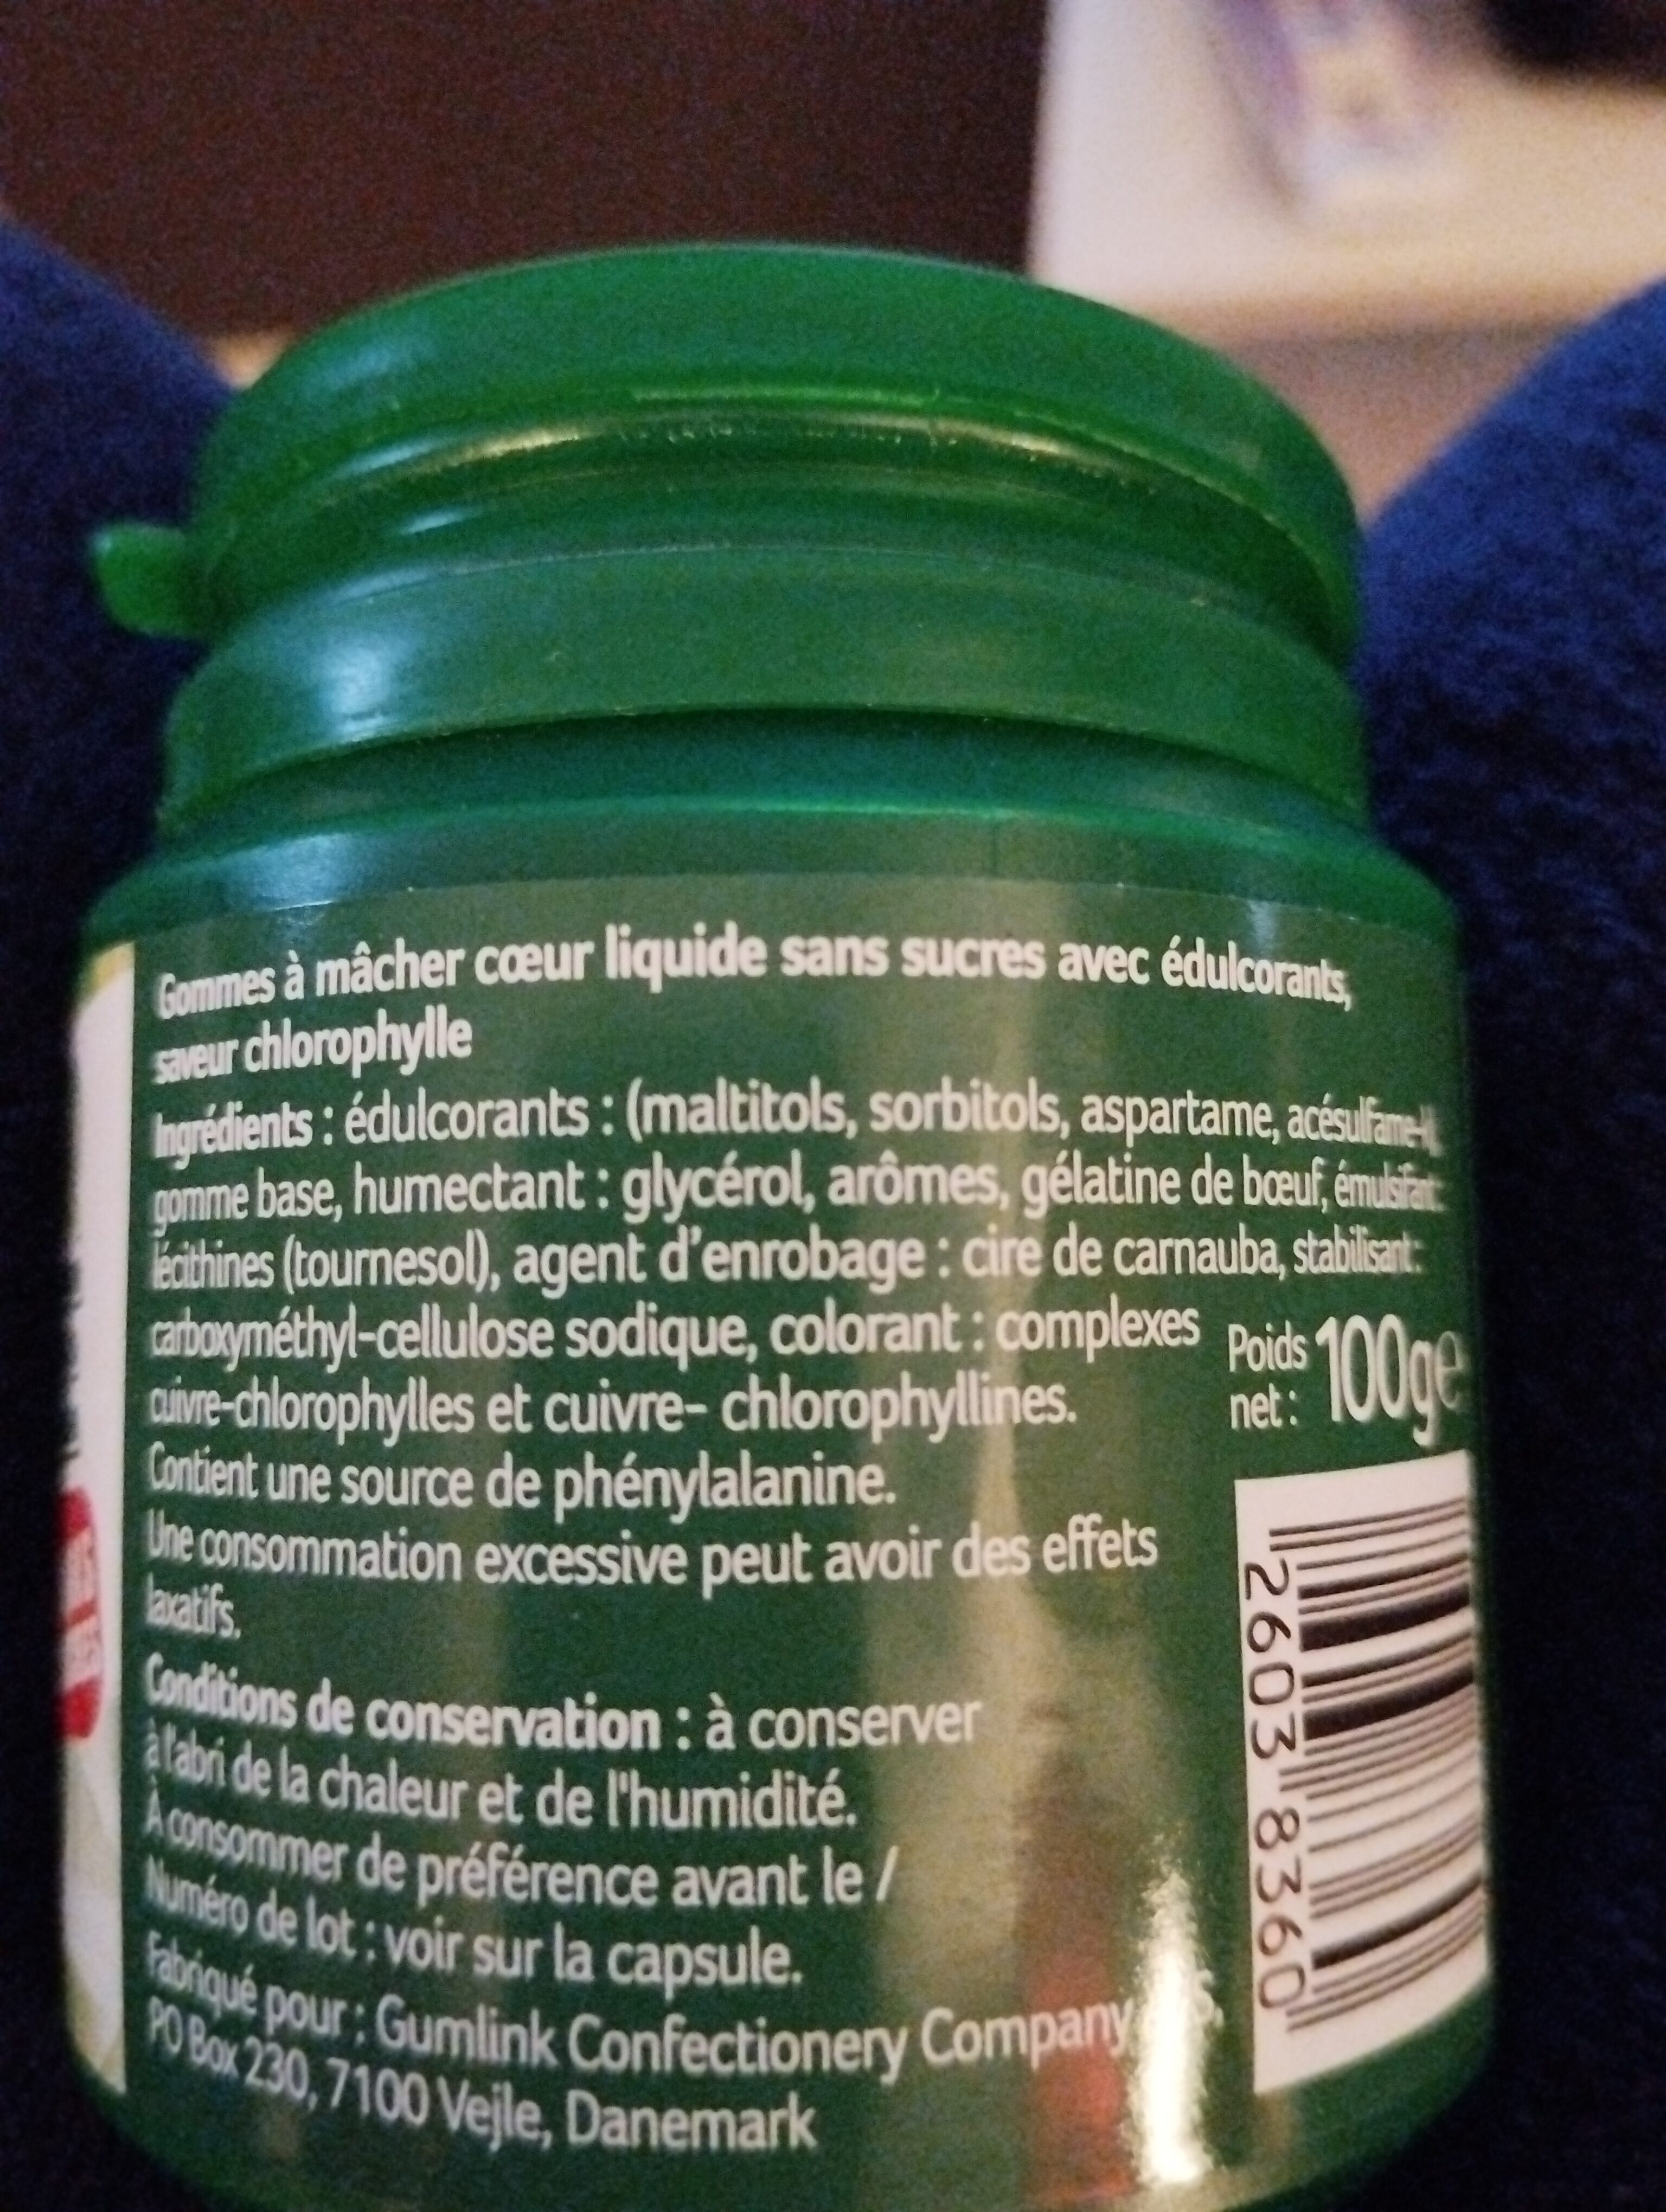 Gommes à mâcher cœur liquide sans sucres avec édulcorants,
saveur chlorophylle
Ingrédients : édulcorants : (maltitols, sorbitols, aspartame, acésulfame-K),
gomme base, humectant : glycérol, arômes, gélatine de bœuf, émulsifiant :
lécithines (tournesol), agent d'enrobage : cire de carnauba, stabilisant :
carboxyméthyl-cellulose sodique, colorant : complexes
cuivre-chlorophylles et cuivre- chlorophyllines.
Contient une source de phénylalanine.
Une consommation excessive peut avoir des effets
laxatifs.
Poids
net : 100g e
Conditions de conservation : à conserver
à l'abri de la chaleur et de l'humidité.
À consommer de préférence avant le /
Numéro de lot : voir sur la capsule.
Fabriqué pour : Gumlink Confectionery Company
PO Box 230, 7100 Vejle, Danemark
2603 8360